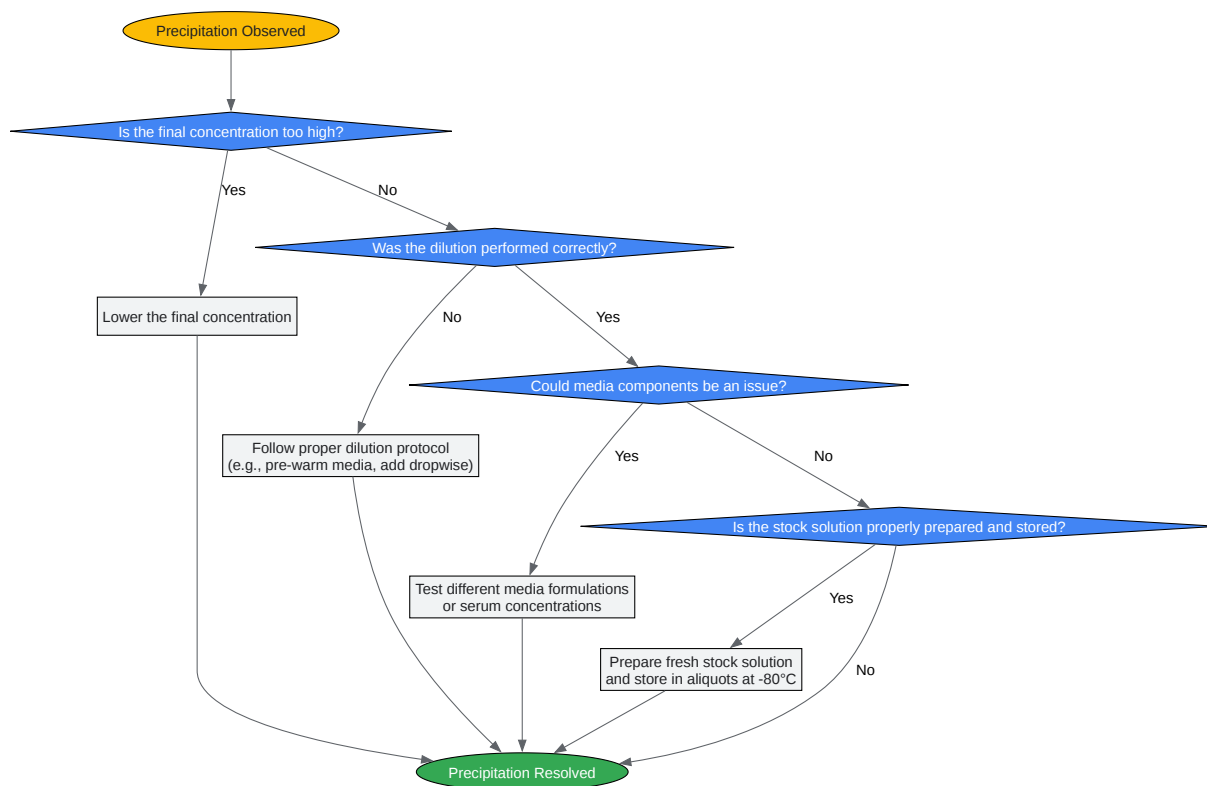 Precipitation Observed
Is the final concentration too high?
Yes
No
Was the dilution performed correctly?
Lower the final concentration
No
Yes
Could media components be an issue?
Follow proper dilution protocol
(e.g., pre-warm media, add dropwise)
Yes
No
Is the stock solution properly prepared and stored?
Test different media formulations
or serum concentrations
Yes
Prepare fresh stock solution
and store in aliquots at -80°C
No
Precipitation Resolved